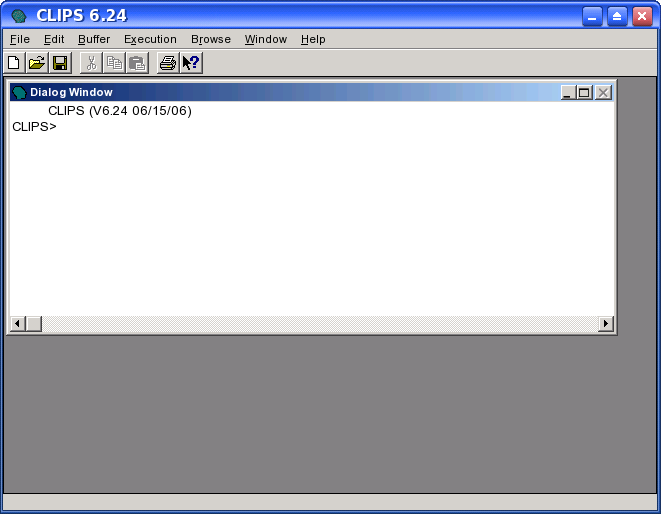 CLIPS 6.24
File Edit Buffer Execution Browse Window Help
Dialog Window
CLIPS (V6.24 06/15/06)
CLIPS>